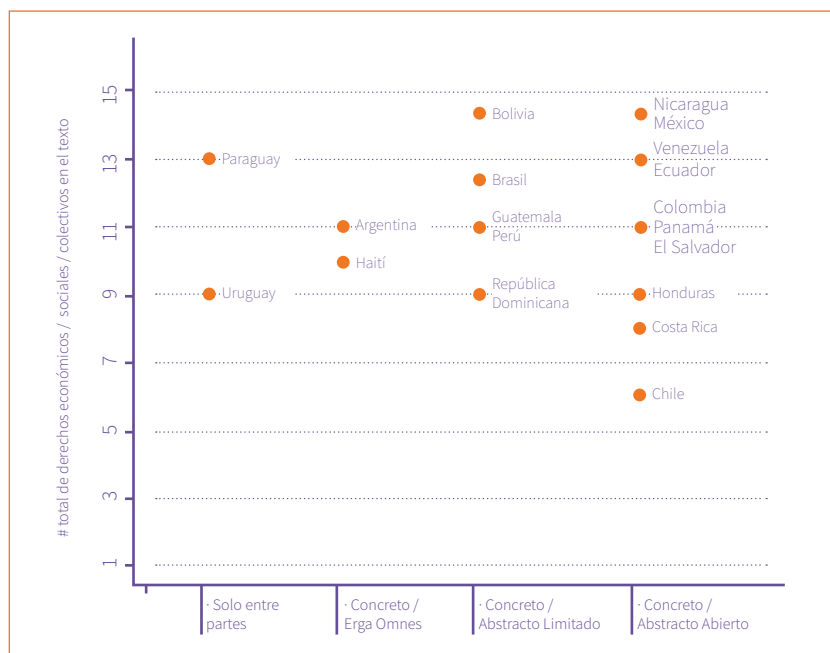 # total de derechos económicos / sociales / colectivos en el texto
15
13
11
9
7
5
3
1
Paraguay
Uruguay
Argentina
Haití
Bolivia
Brasil
Guatemala
Perú
República
Dominicana
Nicaragua
México
Venezuela
Ecuador
Colombia
Panamá
El Salvador
Honduras
Costa Rica
Chile
· Solo entre
partes
· Concreto /
Erga Omnes
· Concreto /
Abstracto Limitado
· Concreto /
Abstracto Abierto